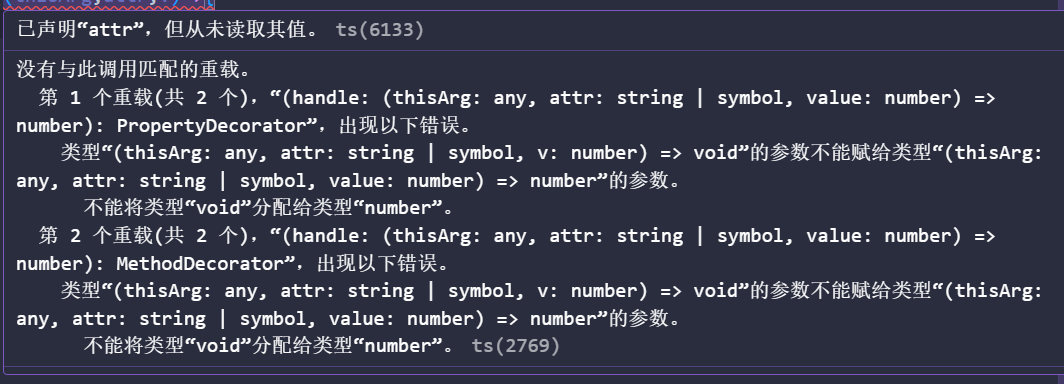 (thisArg,attr,v)=>{
已声明“attr”，但从未读取其值。 ts(6133)
没有与此调用匹配的重载。
第 1 个重载(共 2 个)，“(handle: (thisArg: any, attr: string | symbol, value: number) =>
number): PropertyDecorator”，出现以下错误。
类型“(thisArg: any, attr: string | symbol, v: number) => void”的参数不能赋给类型“(thisArg:
any, attr: string | symbol, value: number) => number”的参数。
不能将类型“void”分配给类型“number”。
第 2 个重载(共 2 个)，“(handle: (thisArg: any, attr: string | symbol, value: number) =>
number): MethodDecorator”，出现以下错误。
类型“(thisArg: any, attr: string | symbol, v: number) => void”的参数不能赋给类型“(thisArg:
any, attr: string | symbol, value: number) => number”的参数。
不能将类型“void”分配给类型“number”。 ts(2769)